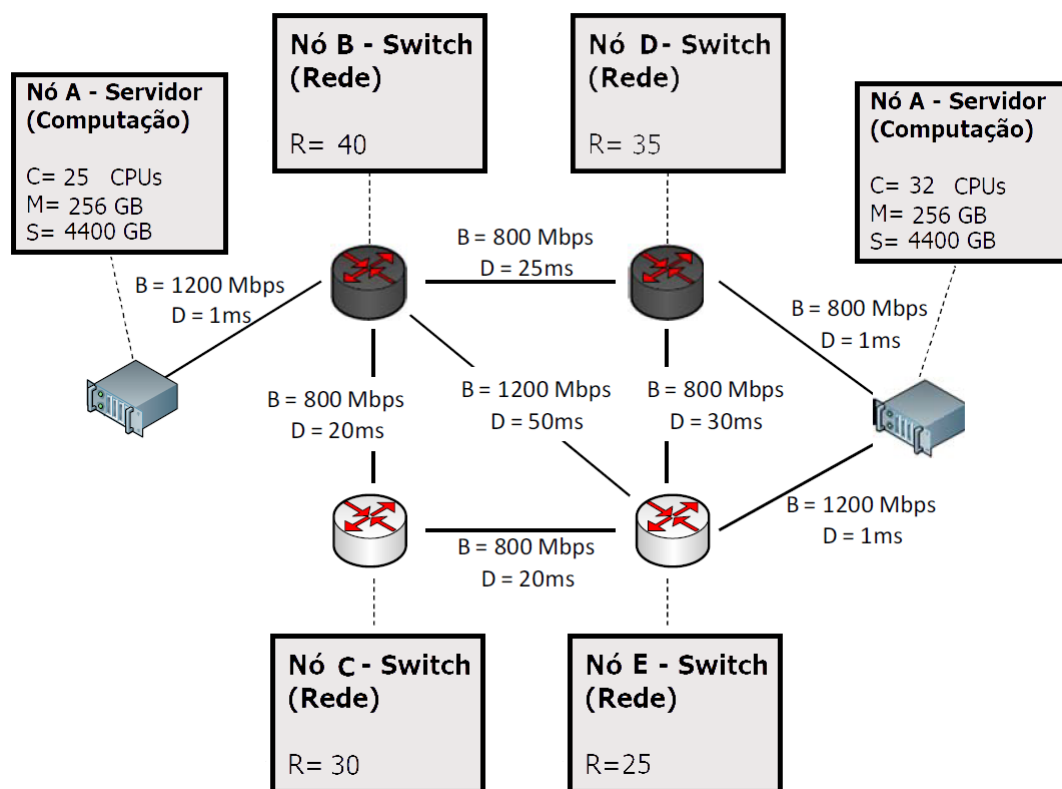 Nó B - Switch
(Rede)
R= 40
Nó D- Switch
(Rede)
R= 35
Nó A - Servidor
(Computação)
C= 25 CPUs
M= 256 GB
S= 4400 GB
Nó A - Servidor
(Computação)
C= 32 CPUs
M= 256 GB
S= 4400 GB
B = 800 Mbps
D = 25ms
B = 1200 Mbps
D = 1ms
B = 800 Mbps
D = 1ms
B = 800 Mbps
D = 20ms
B = 1200 Mbps
D = 50ms
B = 800 Mbps
D = 30ms
B = 800 Mbps
D = 20ms
B = 1200 Mbps
D = 1ms
Nó C - Switch
(Rede)
R= 30
Nó E - Switch
(Rede)
R=25